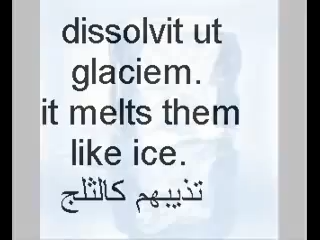 dissolvit ut
glaciem.
it melts them
like ice.
تذيبهم كالثلج